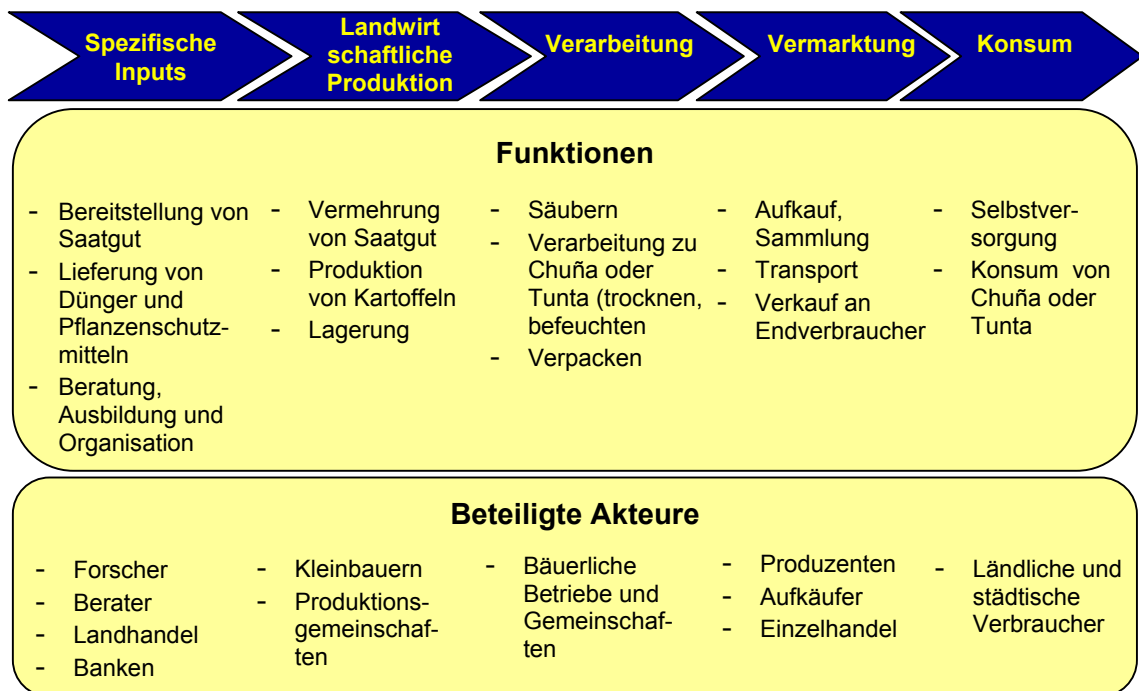 Spezifische
Inputs
Landwirt
schaftliche
Produktion
Verarbeitung
Vermarktung
Konsum
Funktionen
- Bereitstellung von
Saatgut
- Lieferung von
Dünger und
Pflanzenschutz-
mitteln
- Beratung,
Ausbildung und
Organisation
- Vermehrung
von Saatgut
- Produktion
von Kartoffeln
- Lagerung
- Säubern
- Verarbeitung zu
Chuña oder
Tunta (trocknen,
befeuchten
- Verpacken
- Aufkauf,
Sammlung
- Transport
- Verkauf an
Endverbraucher
- Selbstver-
sorgung
- Konsum von
Chuña oder
Tunta
Beteiligte Akteure
- Forscher
- Berater
- Landhandel
- Banken
- Kleinbauern
- Produktions-
gemeinschaf-
ten
- Bäuerliche
Betriebe und
Gemeinschaf-
ten
- Produzenten
- Aufkäufer
- Einzelhandel
- Ländliche und
städtische
Verbraucher